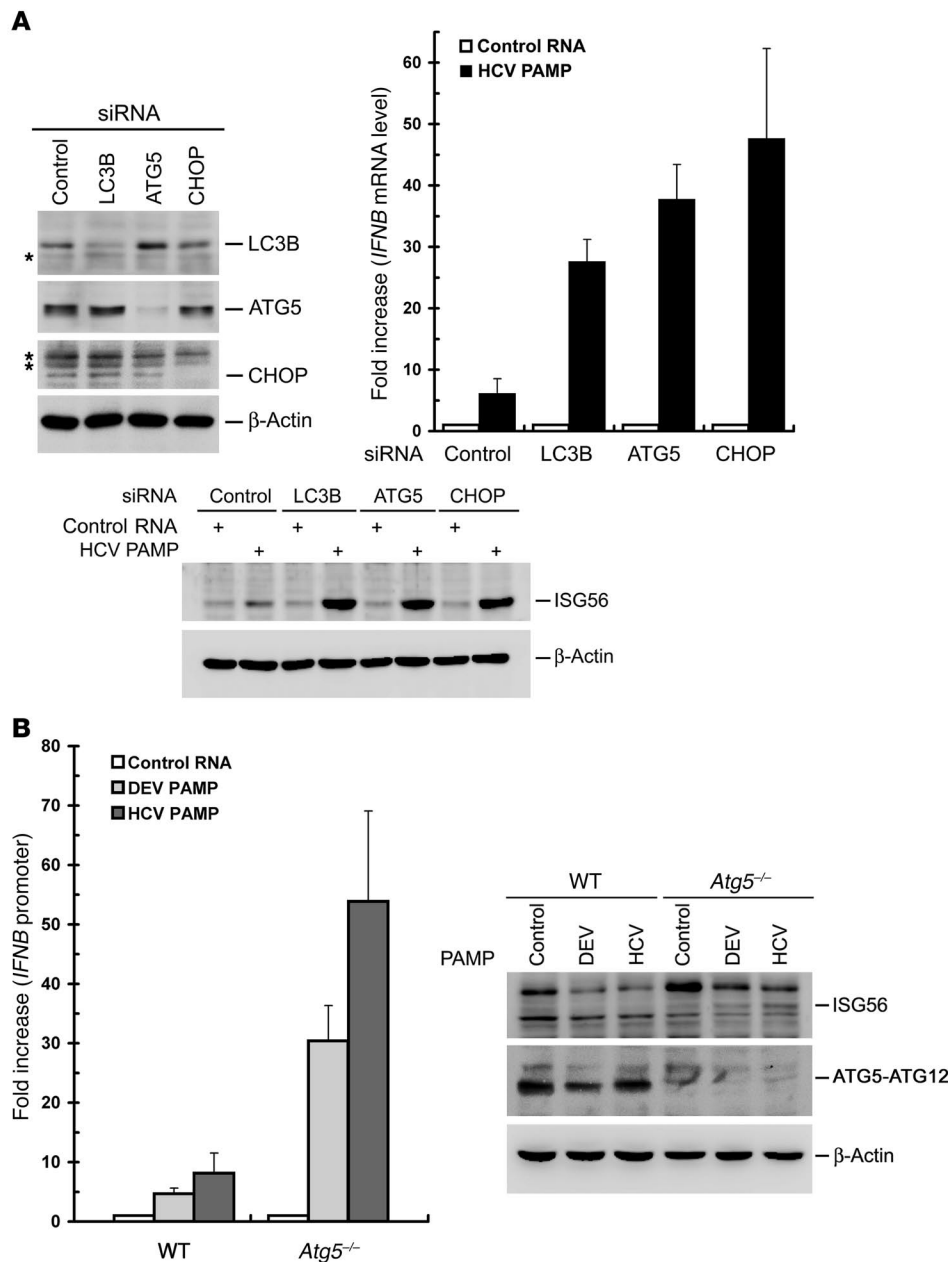 A
siRNA
Control LC3B ATG5 CHOP
* LC3B
ATG5
*
* CHOP
β-Actin
Control RNA
HCV PAMP
Fold increase (IFNB mRNA level)
60
50
40
30
20
10
0
siRNA Control LC3B ATG5 CHOP
siRNA Control LC3B ATG5 CHOP
Control RNA + + + +
HCV PAMP + + + +
ISG56
β-Actin
B
Control RNA
DEV PAMP
HCV PAMP
Fold increase (IFNB promoter)
80
70
60
50
40
30
20
10
0
WT Atg5–/–
WT Atg5–/–
PAMP Control DEV HCV Control DEV HCV
ISG56
ATG5-ATG12
β-Actin